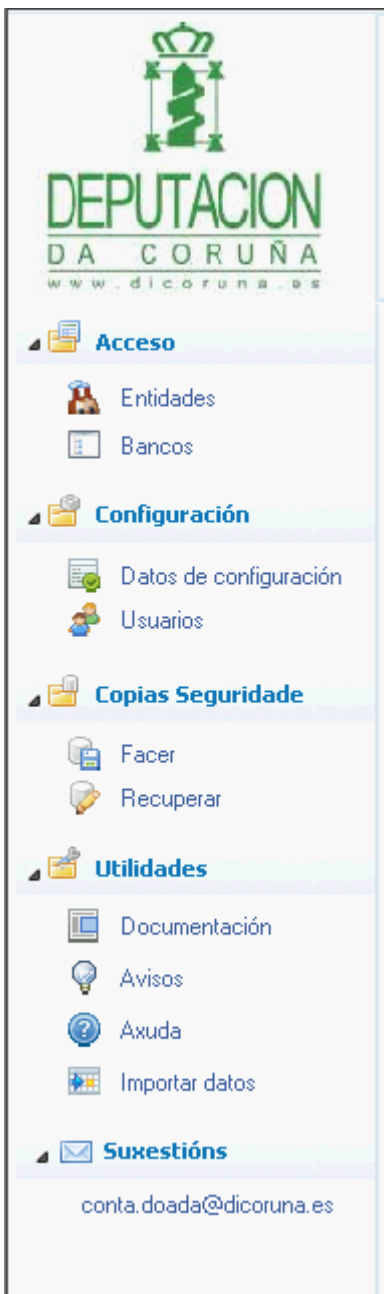 DEPUTACION
DA CORUÑA
www.dicoruna.es
Acceso
Entidades
Bancos
Configuración
Datos de configuración
Usuarios
Copias Seguridade
Facer
Recuperar
Utilidades
Documentación
Avisos
Axuda
Importar datos
Suxestións
conta.doada@dicoruna.es